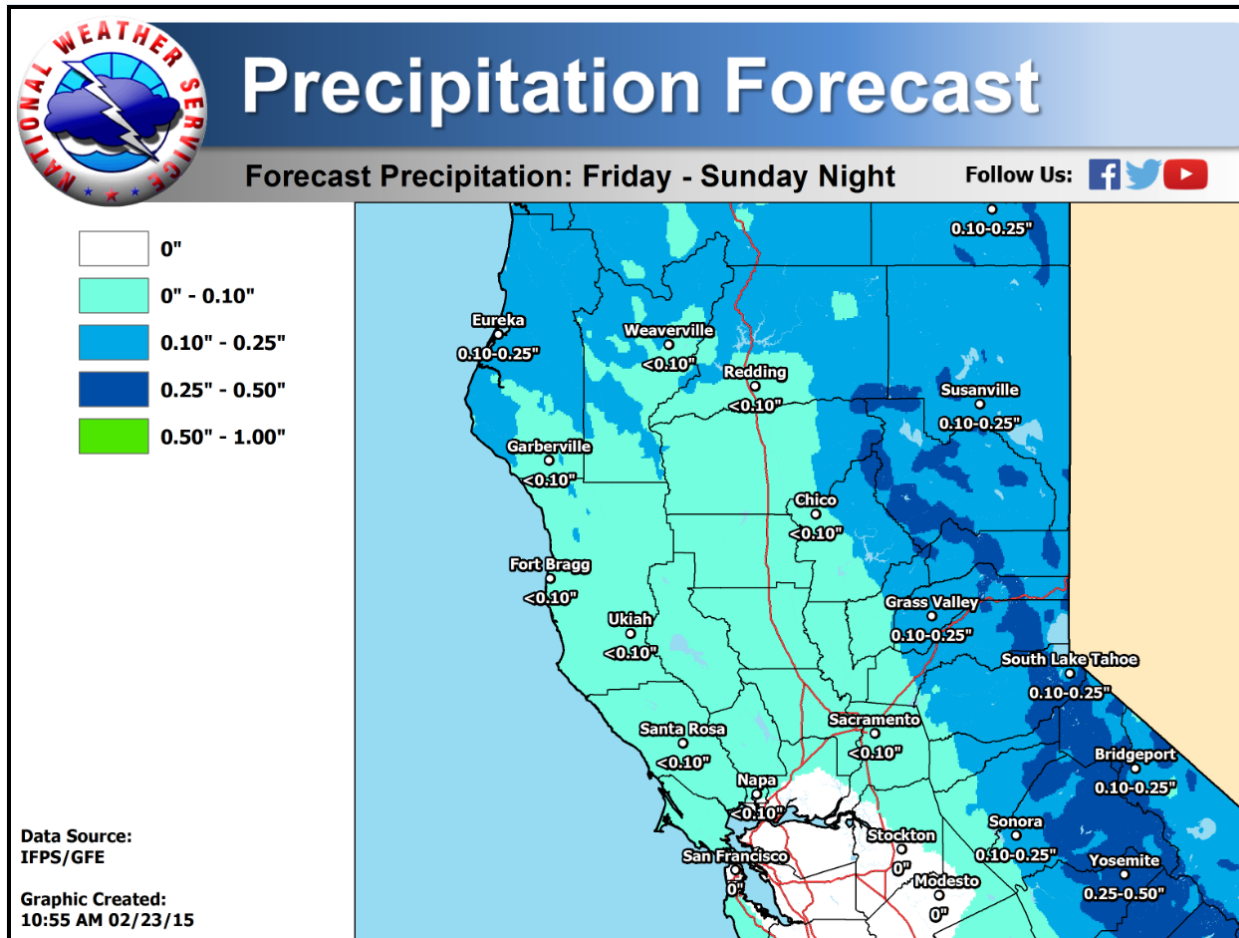 NATIONAL WEATHER SERVICE
Precipitation Forecast
Forecast Precipitation: Friday - Sunday Night
Follow Us:
0"
0" - 0.10"
0.10" - 0.25"
0.25" - 0.50"
0.50" - 1.00"
0.10-0.25"
Eureka
0.10-0.25"
Weaverville
<0.10"
Redding
<0.10"
Susanville
0.10-0.25"
Garberville
<0.10"
Chico
<0.10"
Fort Bragg
<0.10"
Ukiah
<0.10"
Grass Valley
0.10-0.25"
South Lake Tahoe
0.10-0.25"
Santa Rosa
<0.10"
Sacramento
<0.10"
Bridgeport
0.10-0.25"
Napa
<0.10"
Sonora
0.10-0.25"
Stockton
0"
San Francisco
0"
Yosemite
0.25-0.50"
Modesto
0"
Data Source:
IFPS/GFE
Graphic Created:
10:55 AM 02/23/15